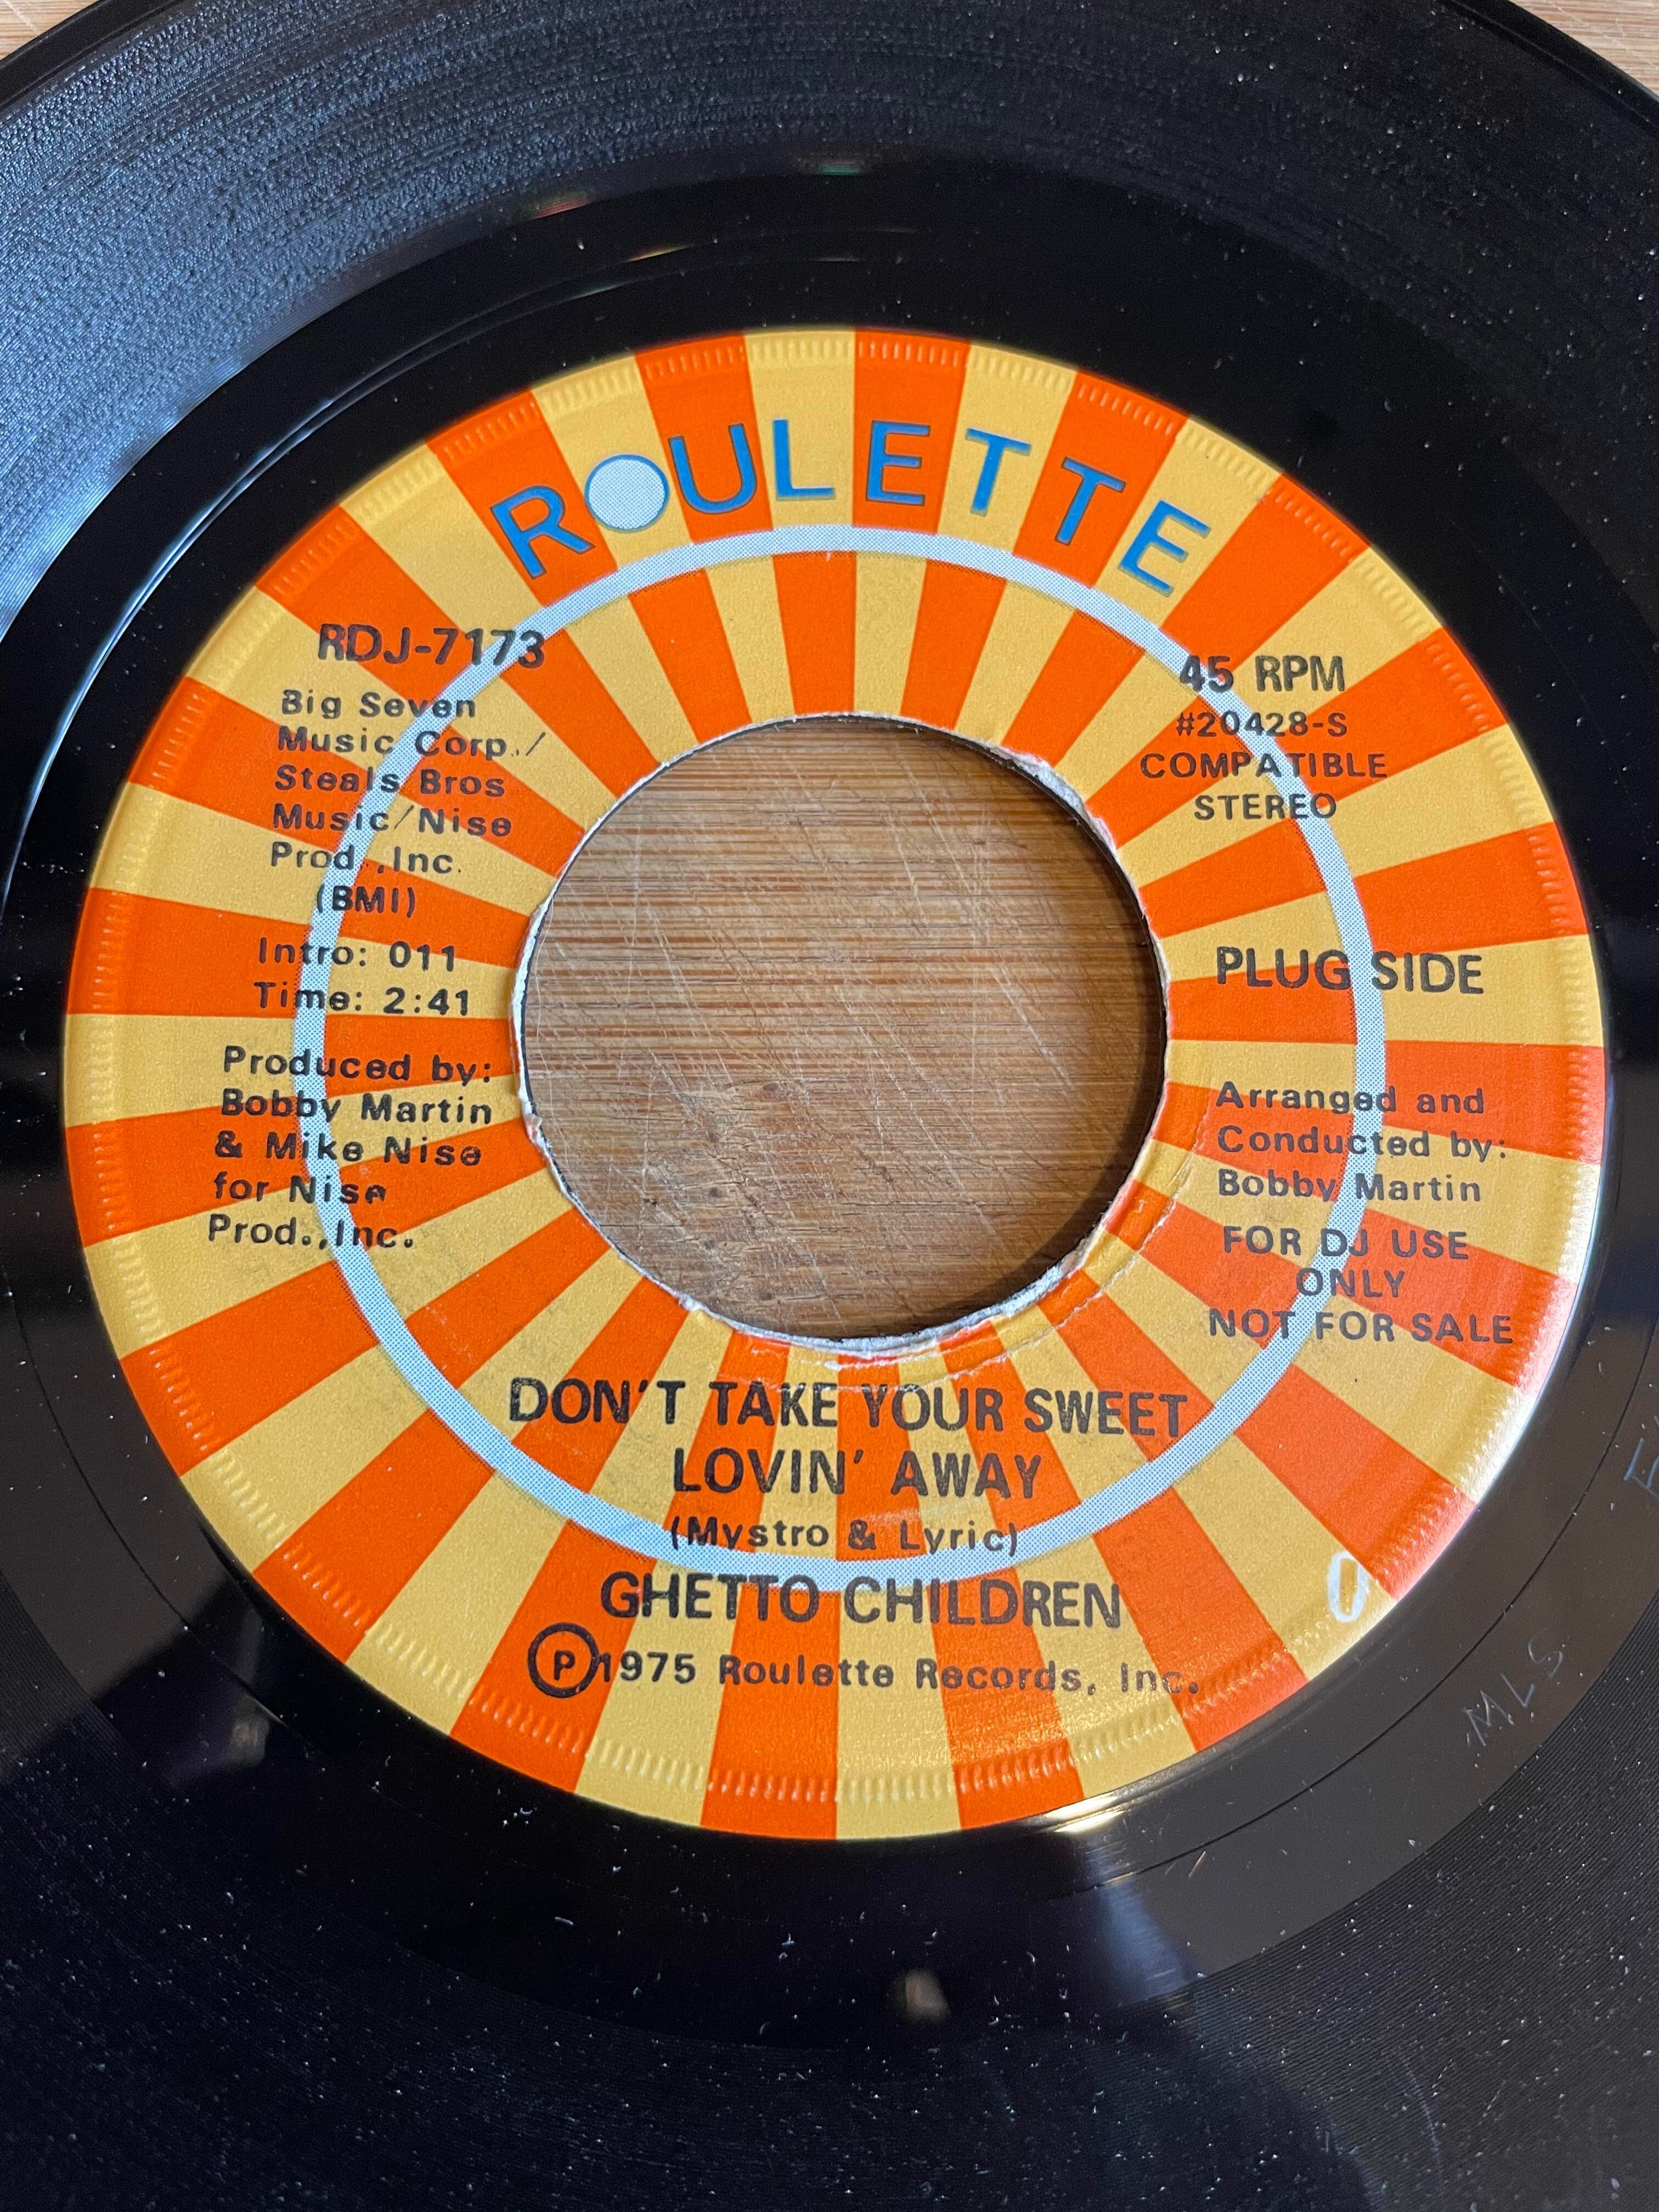 ROULETTE
RDJ-7173
Big Seven
Music Corp./
Steals Bros
Music/Nise
Prod.,Inc.
(BMI)
Intro: 011
Time: 2:41
Produced by:
Bobby Martin
& Mike Nise
for Nise
Prod.,Inc.
45 RPM
#20428-S
COMPATIBLE
STEREO
PLUG SIDE
Arranged and
Conducted by:
Bobby Martin
FOR DJ USE
ONLY
NOT FOR SALE
DON'T TAKE YOUR SWEET
LOVIN' AWAY
(Mystro & Lyric)
GHETTO CHILDREN
℗1975 Roulette Records, Inc.
0
MLS